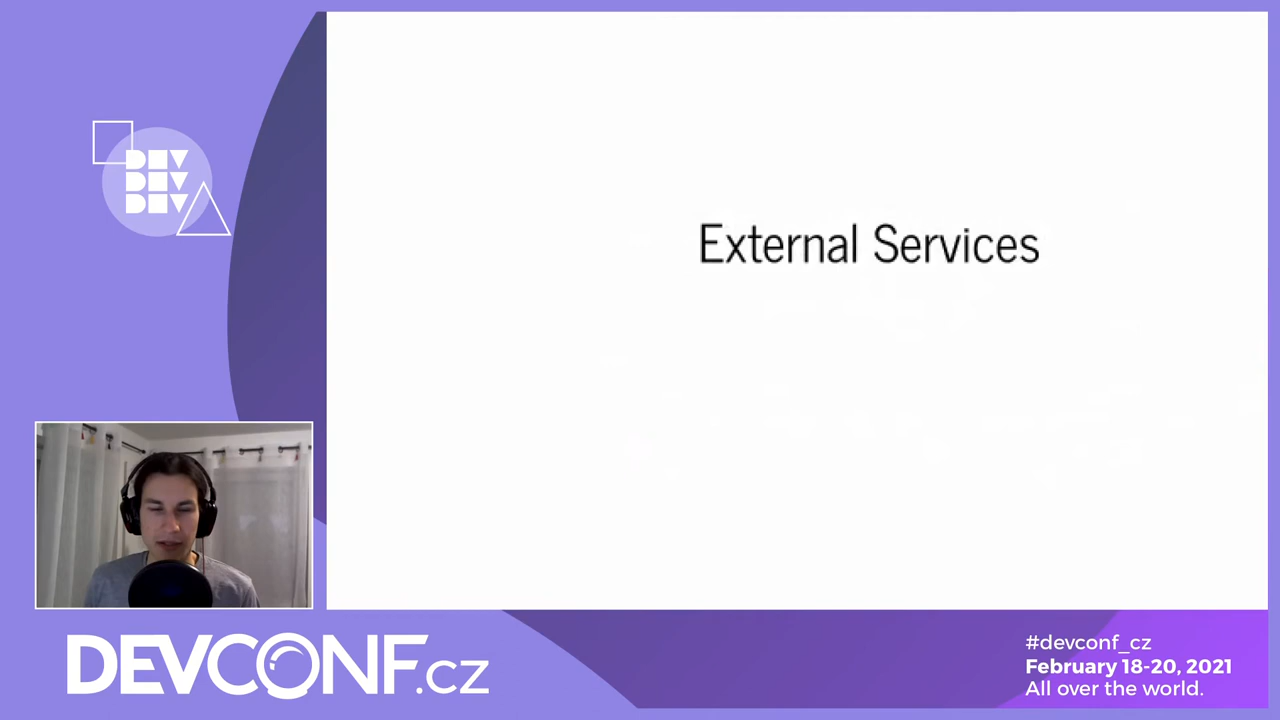 DEV
DEV
DEV
External Services
DEVCONF.cz
#devconf_cz
February 18-20, 2021
All over the world.